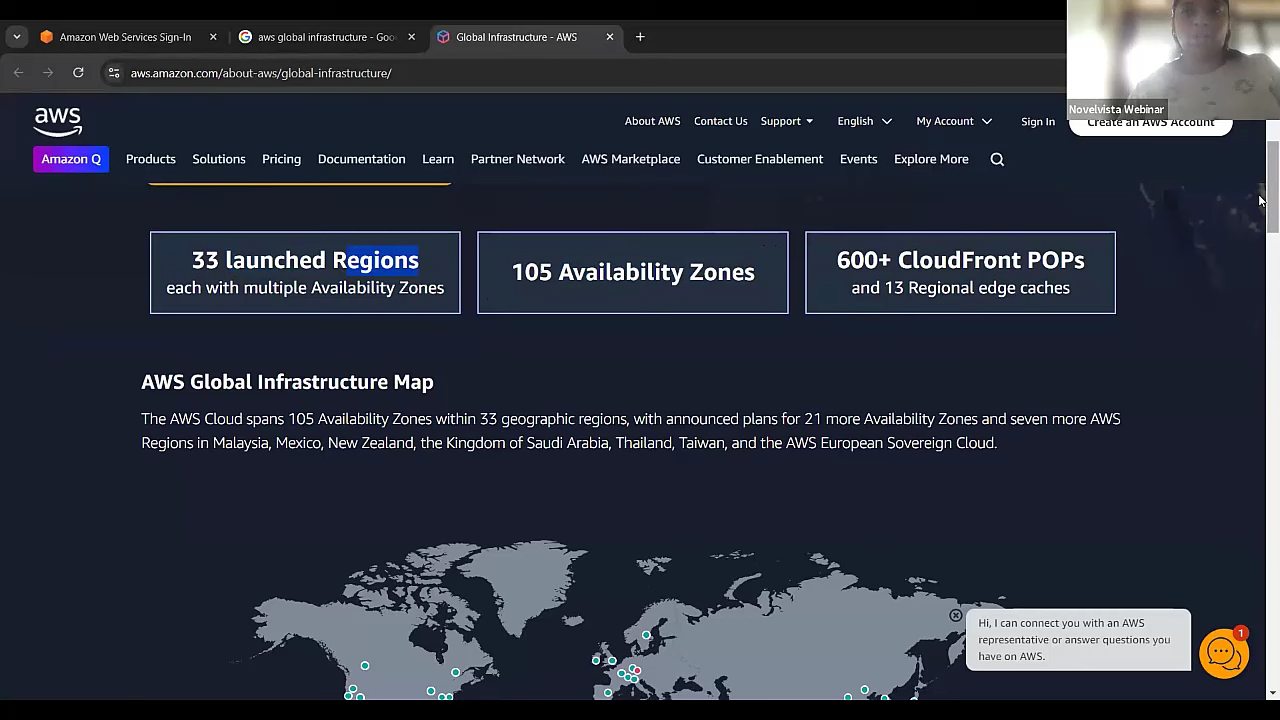 Amazon Web Services Sign-In
aws global infrastructure - Goo
Global Infrastructure - AWS
aws.amazon.com/about-aws/global-infrastructure/
Novelvista Webinar
aws
About AWS Contact Us Support English My Account Sign In Create an AWS Account
Amazon Q Products Solutions Pricing Documentation Learn Partner Network AWS Marketplace Customer Enablement Events Explore More
33 launched Regions
each with multiple Availability Zones
105 Availability Zones
600+ CloudFront POPs
and 13 Regional edge caches
AWS Global Infrastructure Map
The AWS Cloud spans 105 Availability Zones within 33 geographic regions, with announced plans for 21 more Availability Zones and seven more AWS
Regions in Malaysia, Mexico, New Zealand, the Kingdom of Saudi Arabia, Thailand, Taiwan, and the AWS European Sovereign Cloud.
Hi, I can connect you with an AWS
representative or answer questions you
have on AWS.
1